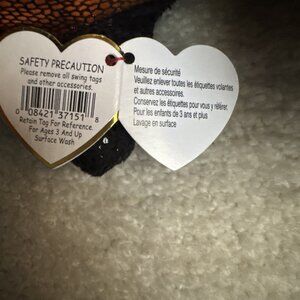 SAFETY PRECAUTION
Please remove all swing tags
and other accessories.
0 08421 37151 8
Retain Tag For Reference.
For Ages 3 And Up
Surface Wash
Mesure de sécurité
Veuillez enlever toutes les étiquettes volantes
et autres accessoires.
Conservez les étiquettes pour vous y référer.
Pour les enfants de 3 ans et plus
Lavage en surface